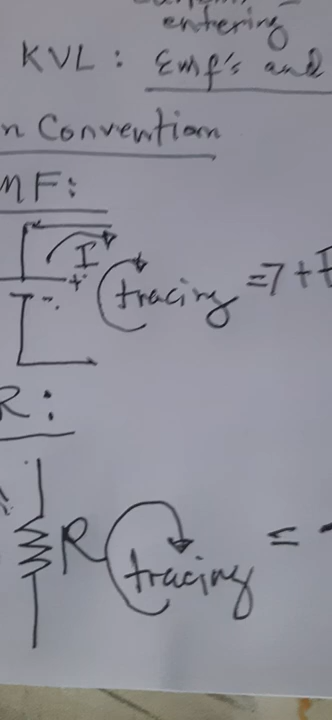 entering
KVL: Emf's and
n Convention
MF:
I
+
-
tracing => +
R:
R
tracing =